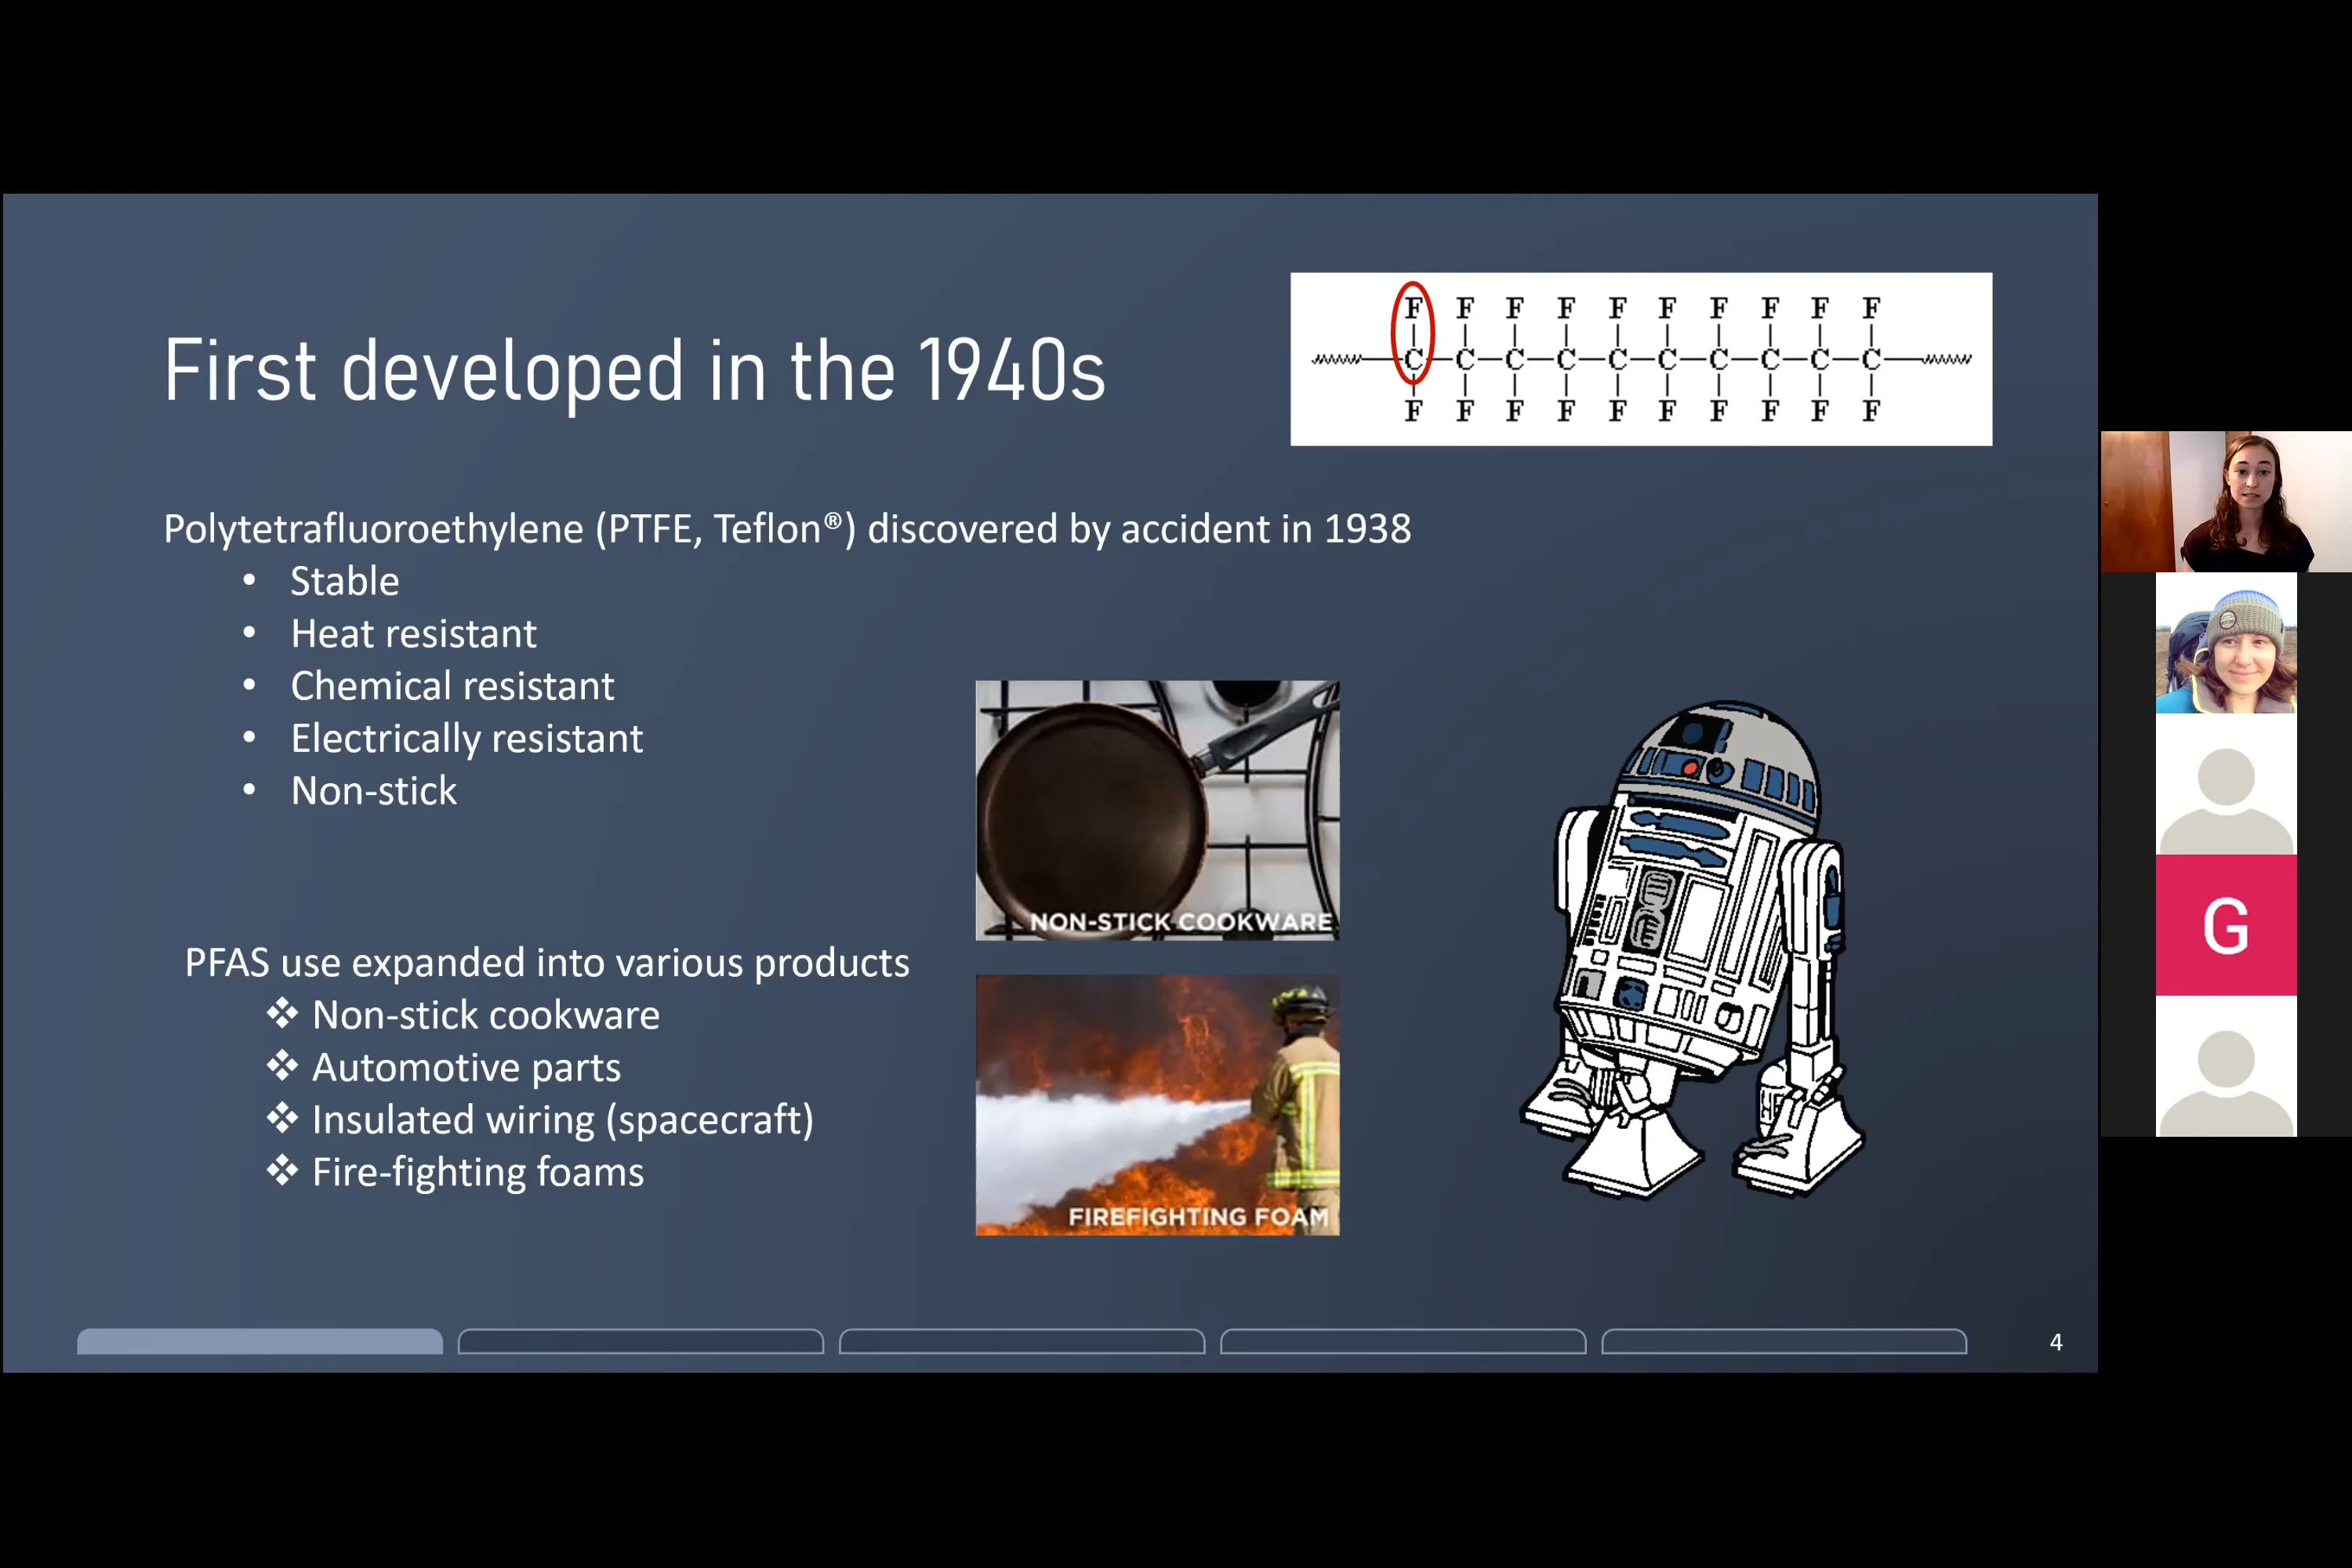 First developed in the 1940s
F F F F F F F F F F
C C C C C C C C C C
F F F F F F F F F F
Polytetrafluoroethylene (PTFE, Teflon®) discovered by accident in 1938
• Stable
• Heat resistant
• Chemical resistant
• Electrically resistant
• Non-stick
NON-STICK COOKWARE
PFAS use expanded into various products
❖ Non-stick cookware
❖ Automotive parts
❖ Insulated wiring (spacecraft)
❖ Fire-fighting foams
FIREFIGHTING FOAM
4
G